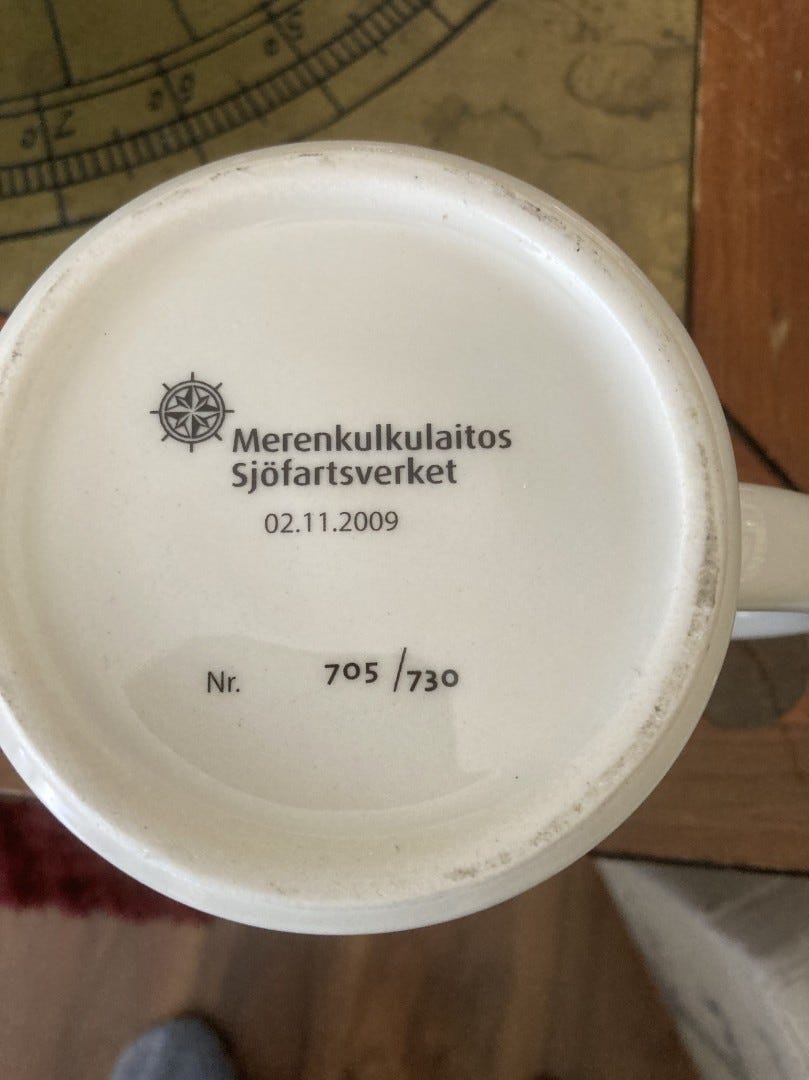 Merenkulkulaitos
Sjöfartsverket
02.11.2009
Nr. 705/730